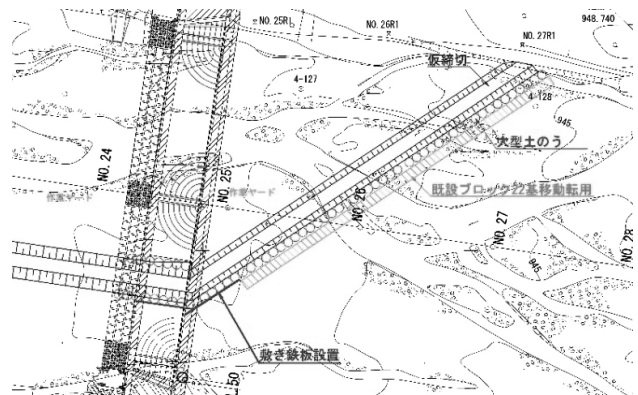 NO.25R1
NO.26R1
NO.27R1
948.740
仮締切
4-127
4-128
945
大型土のう
NO.24
NO.25
作業ヤード
作業ヤード
既設ブロック22基移動転用
NO.26
NO.27
NO.28
945
敷き鉄板設置
50